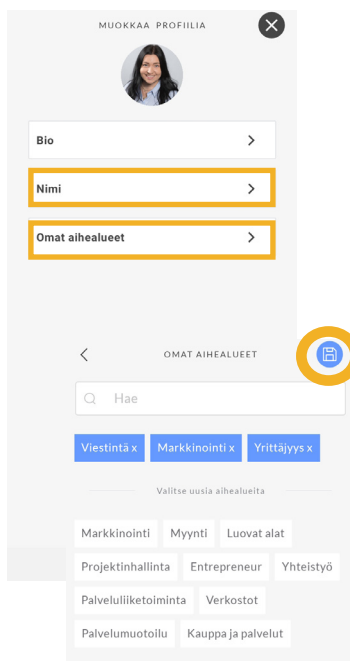 MUOKKAA PROFIILIA
Bio
Nimi
Omat aihealueet
OMAT AIHEALUEET
Hae
Viestintä x Markkinointi x Yrittäjyys x
Valitse uusia aihealueita
Markkinointi Myynti Luovat alat
Projektinhallinta Entrepreneur Yhteistyö
Palveluliiketoiminta Verkostot
Palvelumuotoilu Kauppa ja palvelut